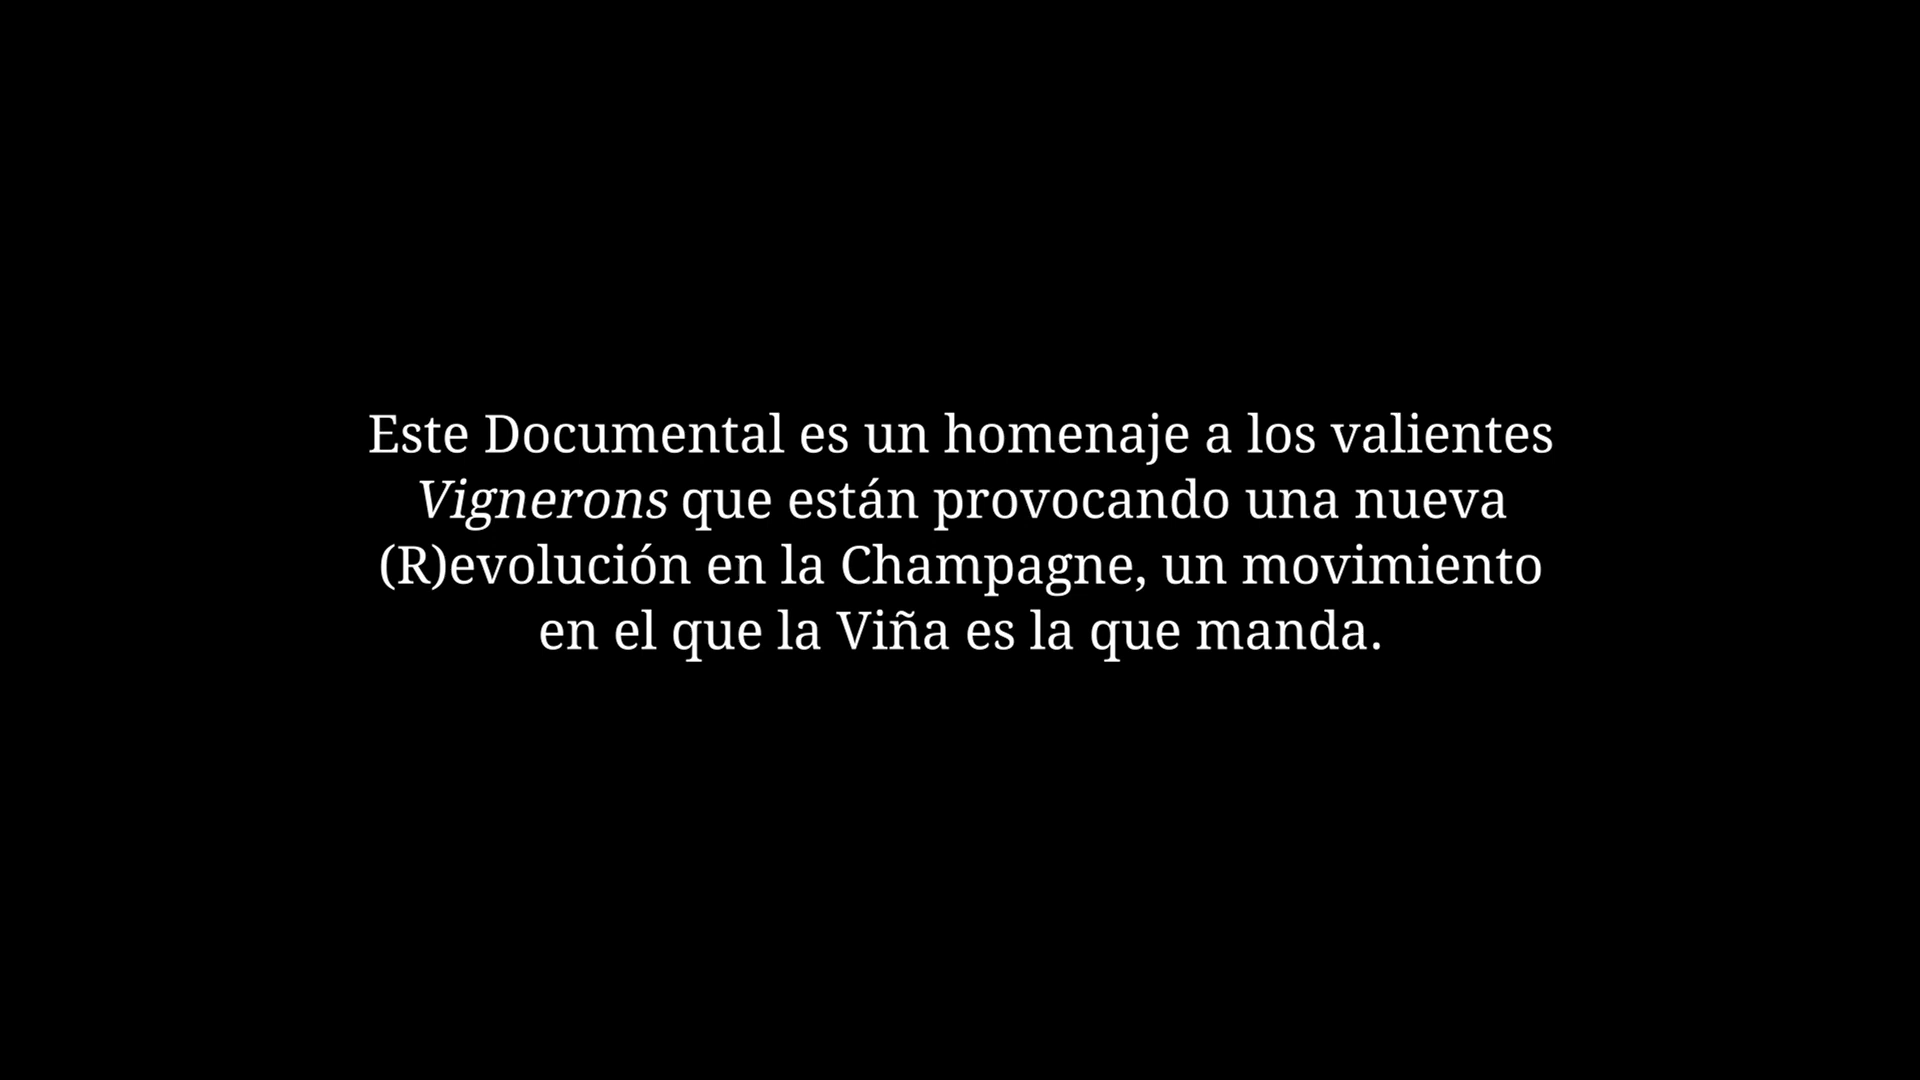 Este Documental es un homenaje a los valientes
Vignerons que están provocando una nueva
(R)evolución en la Champagne, un movimiento
en el que la Viña es la que manda.